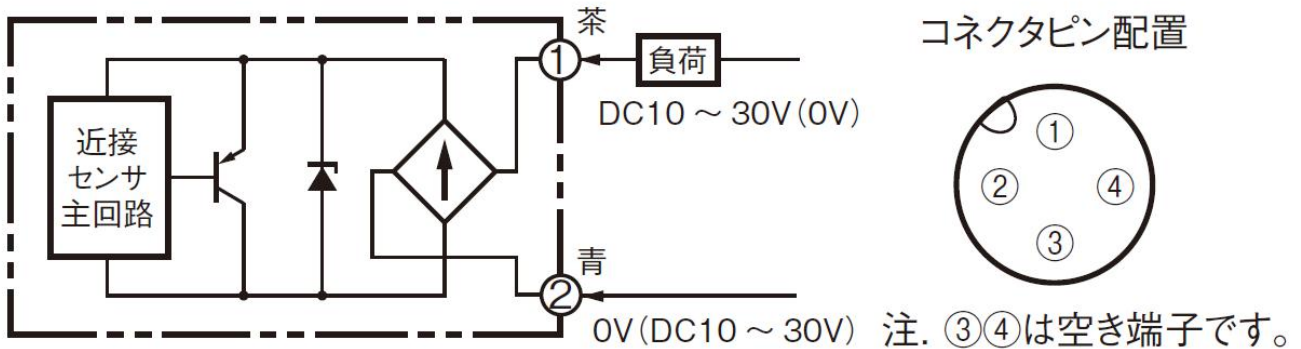 茶
①
負荷
DC10 ~ 30V(0V)
近接
センサ
主回路
青
②
0V(DC10 ~ 30V)
コネクタピン配置
①
② ④
③
注. ③④は空き端子です。